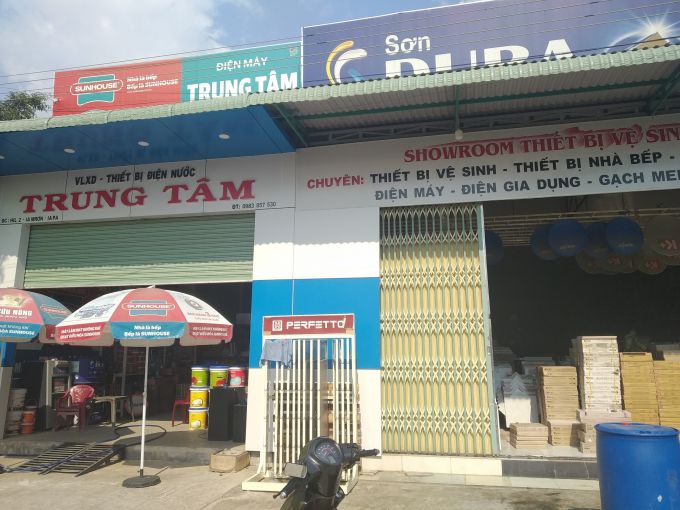 SUNHOUSE
Nhà là bếp
Bếp là SUNHOUSE
ĐIỆN MÁY
TRUNG TÂM
Sơn
VLXD - THIẾT BỊ ĐIỆN NƯỚC
TRUNG TÂM
ĐT: 0983 857 530
SHOWROOM THIẾT BỊ VỆ SIN
CHUYÊN: THIẾT BỊ VỆ SINH - THIẾT BỊ NHÀ BẾP -
ĐIỆN MÁY - ĐIỆN GIA DỤNG - GẠCH MEN
SUNHOUSE
Nhà là bếp
Bếp là SUNHOUSE
PERFETTO